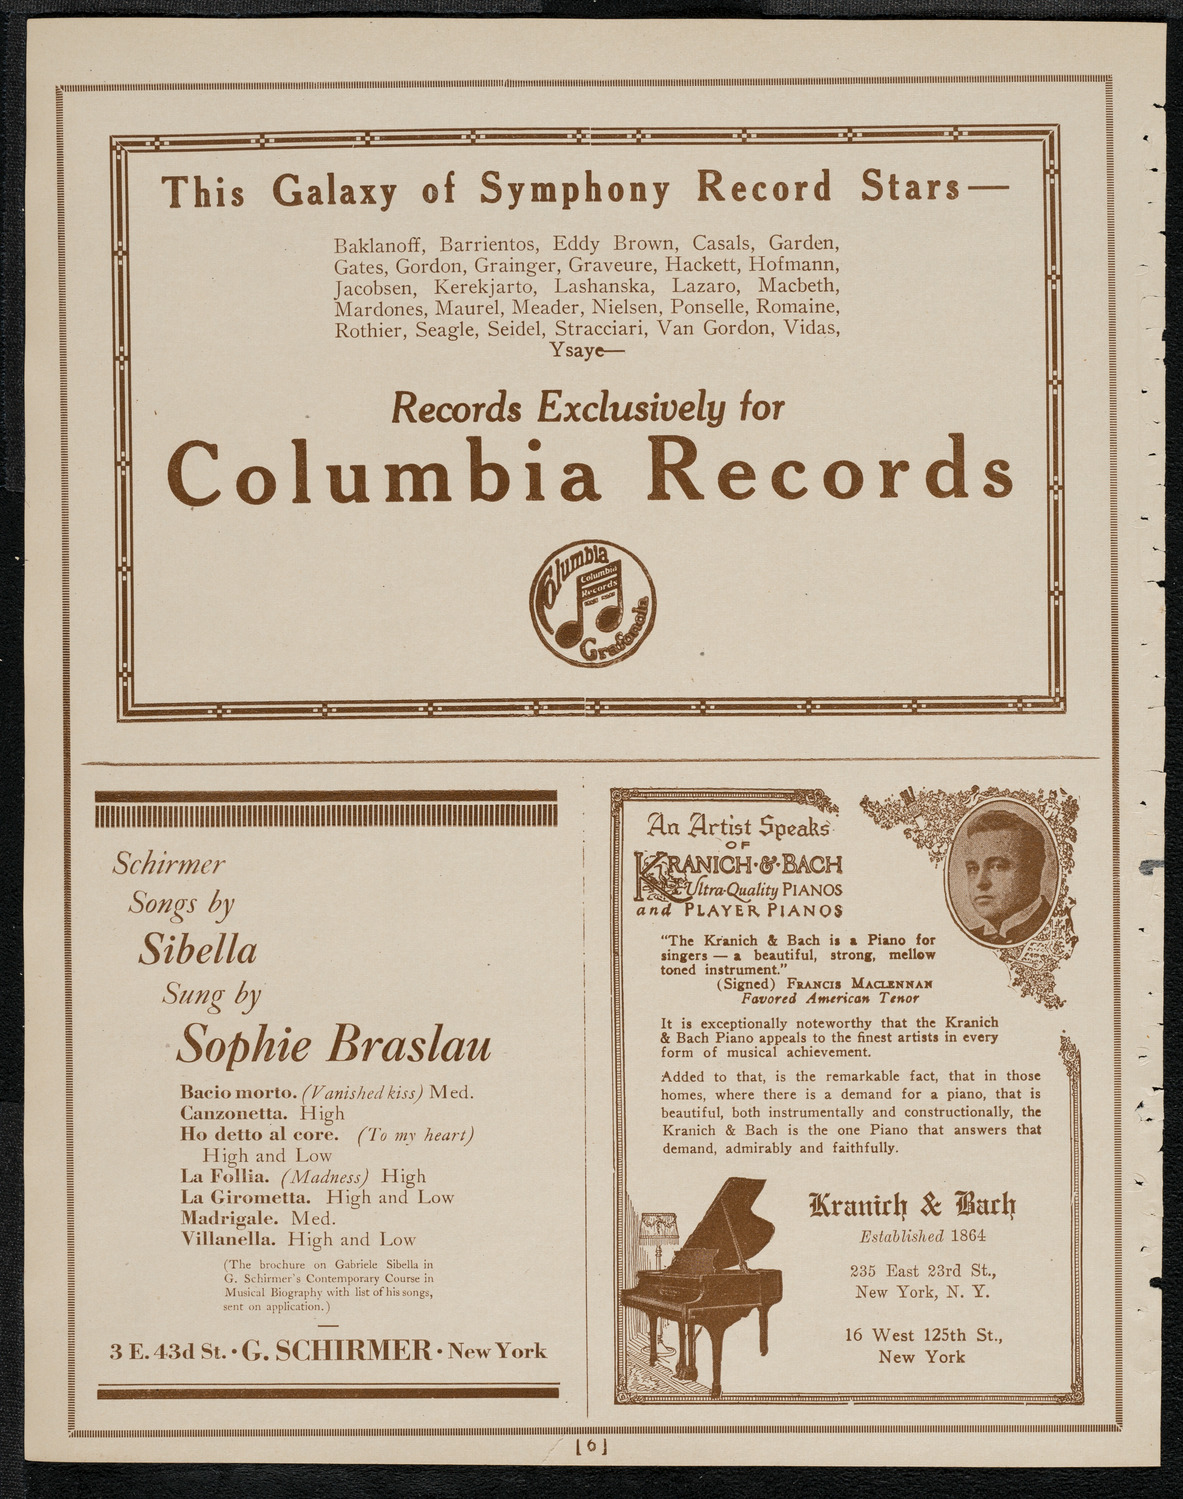 This Galaxy of Symphony Record Stars—
Baklanoff, Barrientos, Eddy Brown, Casals, Garden,
Gates, Gordon, Grainger, Graveure, Hackett, Hofmann,
Jacobsen, Kerekjarto, Lashanska, Lazaro, Macbeth,
Mardones, Maurel, Meader, Nielsen, Ponselle, Romaine,
Rothier, Seagle, Seidel, Stracciari, Van Gordon, Vidas,
Ysaye—
Records Exclusively for
Columbia Records
Columbia
Columbia
Records
Grafonola
Schirmer
Songs by
Sibella
Sung by
Sophie Braslau
Bacio morto. (Vanished kiss) Med.
Canzonetta. High
Ho detto al core. (To my heart)
High and Low
La Follia. (Madness) High
La Girometta. High and Low
Madrigale. Med.
Villanella. High and Low
(The brochure on Gabriele Sibella in
G. Schirmer's Contemporary Course in
Musical Biography with list of his songs,
sent on application.)
3 E. 43d St. · G. SCHIRMER · New York
An Artist Speaks
OF
KRANICH·&·BACH
Ultra-Quality PIANOS
and PLAYER PIANOS
"The Kranich & Bach is a Piano for
singers — a beautiful, strong, mellow
toned instrument."
(Signed) FRANCIS MACLENNAN
Favored American Tenor
It is exceptionally noteworthy that the Kranich
& Bach Piano appeals to the finest artists in every
form of musical achievement.
Added to that, is the remarkable fact, that in those
homes, where there is a demand for a piano, that is
beautiful, both instrumentally and constructionally, the
Kranich & Bach is the one Piano that answers that
demand, admirably and faithfully.
Kranich & Bach
Established 1864
235 East 23rd St.,
New York, N. Y.
16 West 125th St.,
New York
[6]